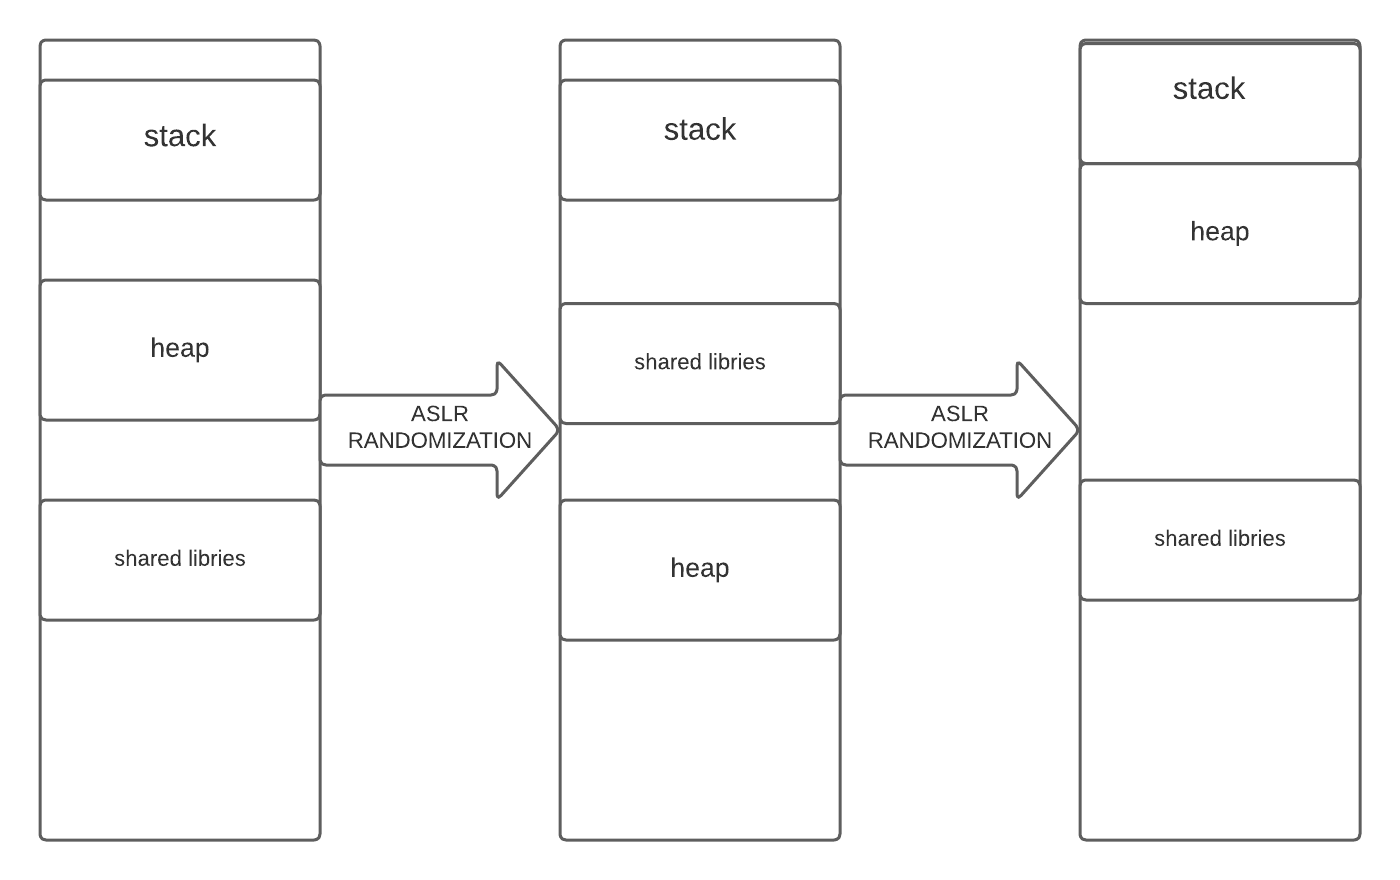 stack
heap
shared libries
ASLR
RANDOMIZATION
stack
shared libries
heap
ASLR
RANDOMIZATION
stack
heap
shared libries